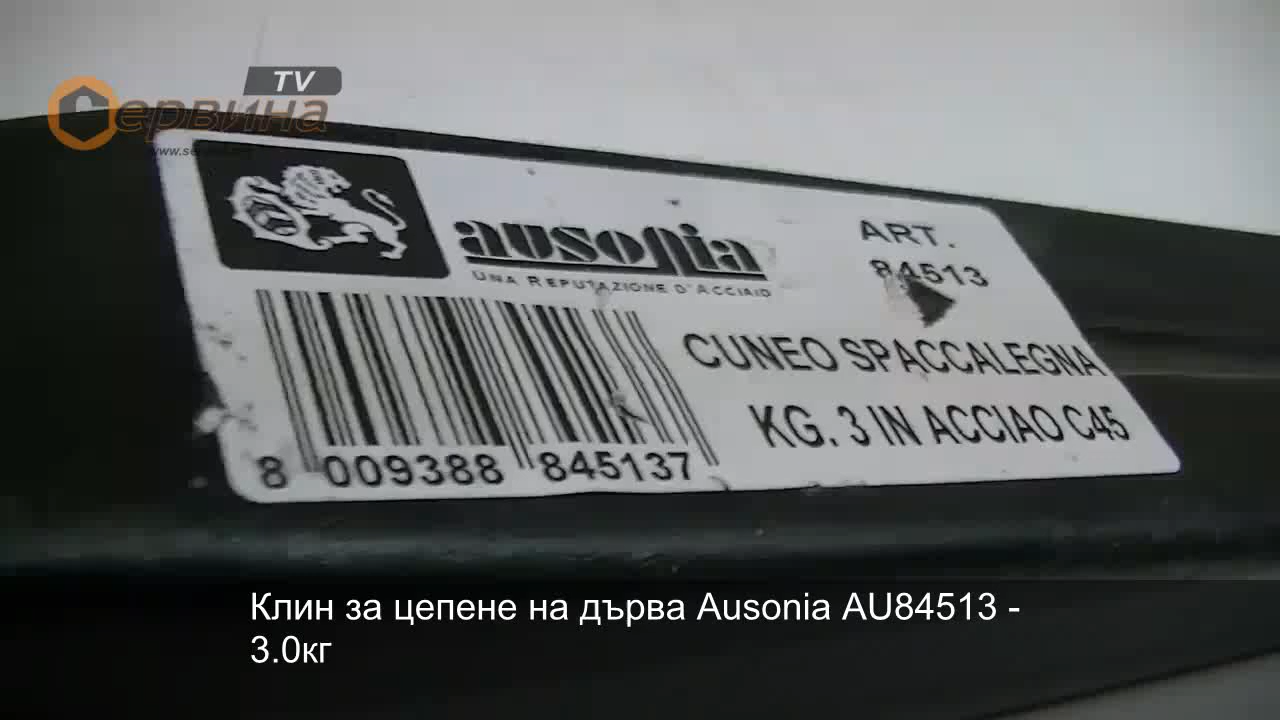 TV
Сервина
ausonia
UNA REPUTAZIONE D'ACCIAIO
ART.
84513
CUNEO SPACCALEGNA
KG. 3 IN ACCIAO C45
8 009388 845137
Клин за цепене на дърва Ausonia AU84513 -
3.0кг